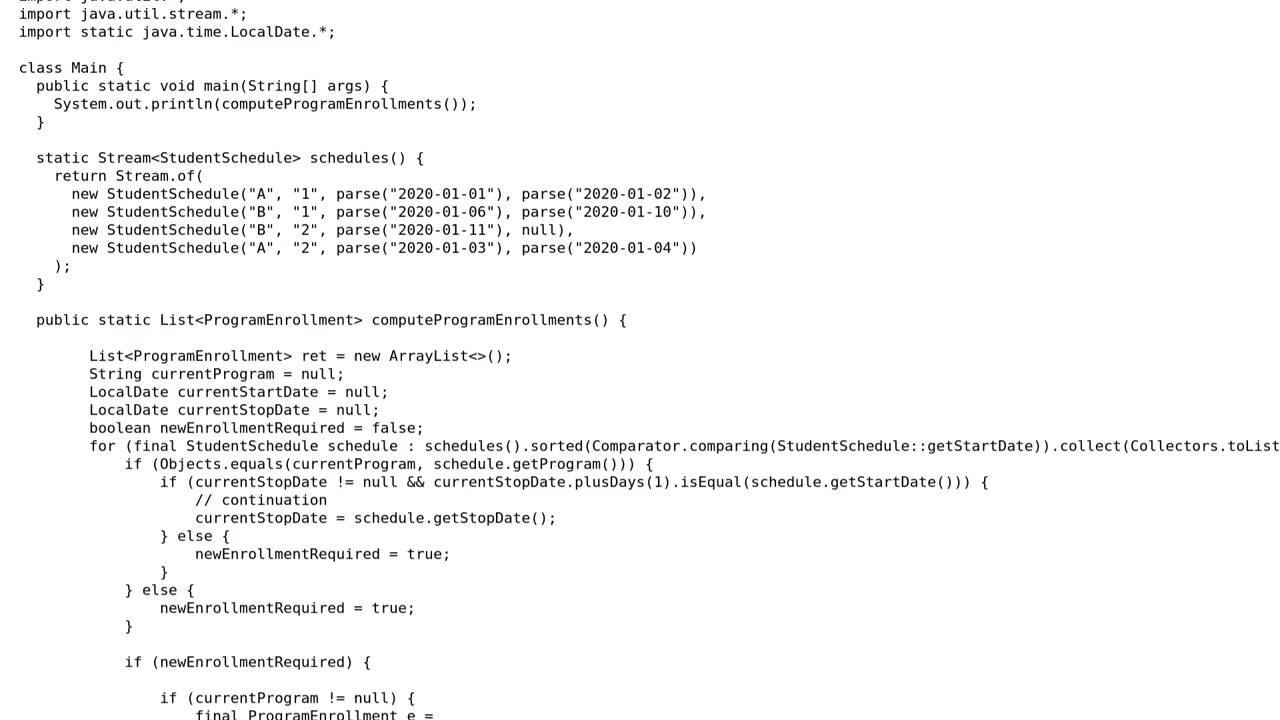 import java.util.*;
import java.util.stream.*;
import static java.time.LocalDate.*;

class Main {
  public static void main(String[] args) {
    System.out.println(computeProgramEnrollments());
  }

  static Stream<StudentSchedule> schedules() {
    return Stream.of(
      new StudentSchedule("A", "1", parse("2020-01-01"), parse("2020-01-02")),
      new StudentSchedule("B", "1", parse("2020-01-06"), parse("2020-01-10")),
      new StudentSchedule("B", "2", parse("2020-01-11"), null),
      new StudentSchedule("A", "2", parse("2020-01-03"), parse("2020-01-04"))
    );
  }

  public static List<ProgramEnrollment> computeProgramEnrollments() {

        List<ProgramEnrollment> ret = new ArrayList<>();
        String currentProgram = null;
        LocalDate currentStartDate = null;
        LocalDate currentStopDate = null;
        boolean newEnrollmentRequired = false;
        for (final StudentSchedule schedule : schedules().sorted(Comparator.comparing(StudentSchedule::getStartDate)).collect(Collectors.toList
            if (Objects.equals(currentProgram, schedule.getProgram())) {
                if (currentStopDate != null && currentStopDate.plusDays(1).isEqual(schedule.getStartDate())) {
                    // continuation
                    currentStopDate = schedule.getStopDate();
                } else {
                    newEnrollmentRequired = true;
                }
            } else {
                newEnrollmentRequired = true;
            }

            if (newEnrollmentRequired) {

                if (currentProgram != null) {
                    final ProgramEnrollment e =